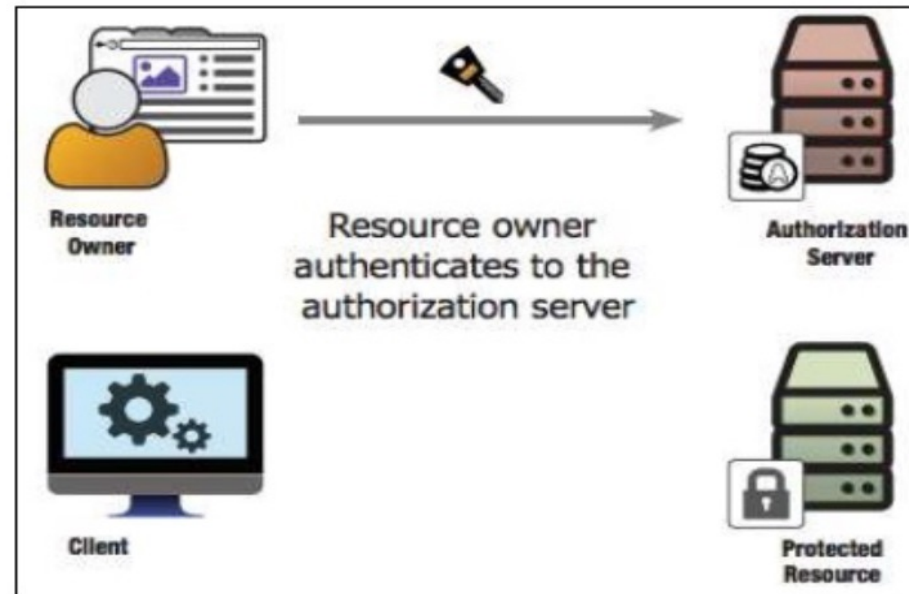 Resource
Owner
Resource owner
authenticates to the
authorization server
A
Authorization
Server
Client
Protected
Resource